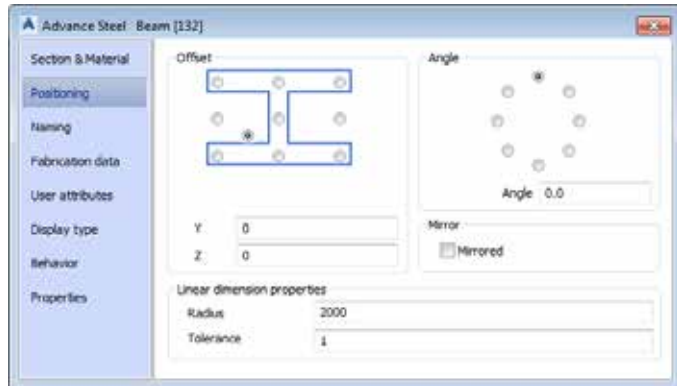 Advance Steel Beam [132]
Section & Material
Positioning
Naming
Fabrication data
User attributes
Display type
Behavior
Properties
Offset
Y 0
Z 0
Angle
Angle 0.0
Mirror
Mirrored
Linear dimension properties
Radius 2000
Tolerance 1